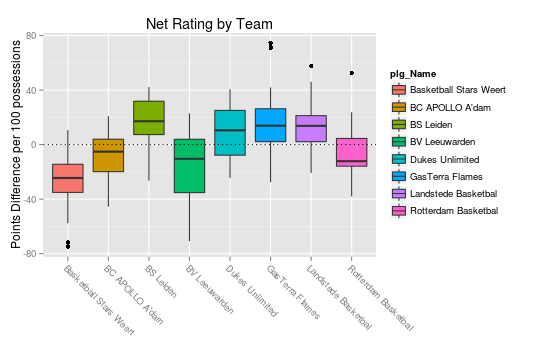 Net Rating by Team
Points Difference per 100 possessions
80
40
0
-40
-80
Basketball Stars Weert
BC APOLLO A'dam
BS Leiden
BV Leeuwarden
Dukes Unlimited
GasTerra Flames
Landstede Basketbal
Rotterdam Basketbal
plg_Name
Basketball Stars Weert
BC APOLLO A'dam
BS Leiden
BV Leeuwarden
Dukes Unlimited
GasTerra Flames
Landstede Basketbal
Rotterdam Basketbal